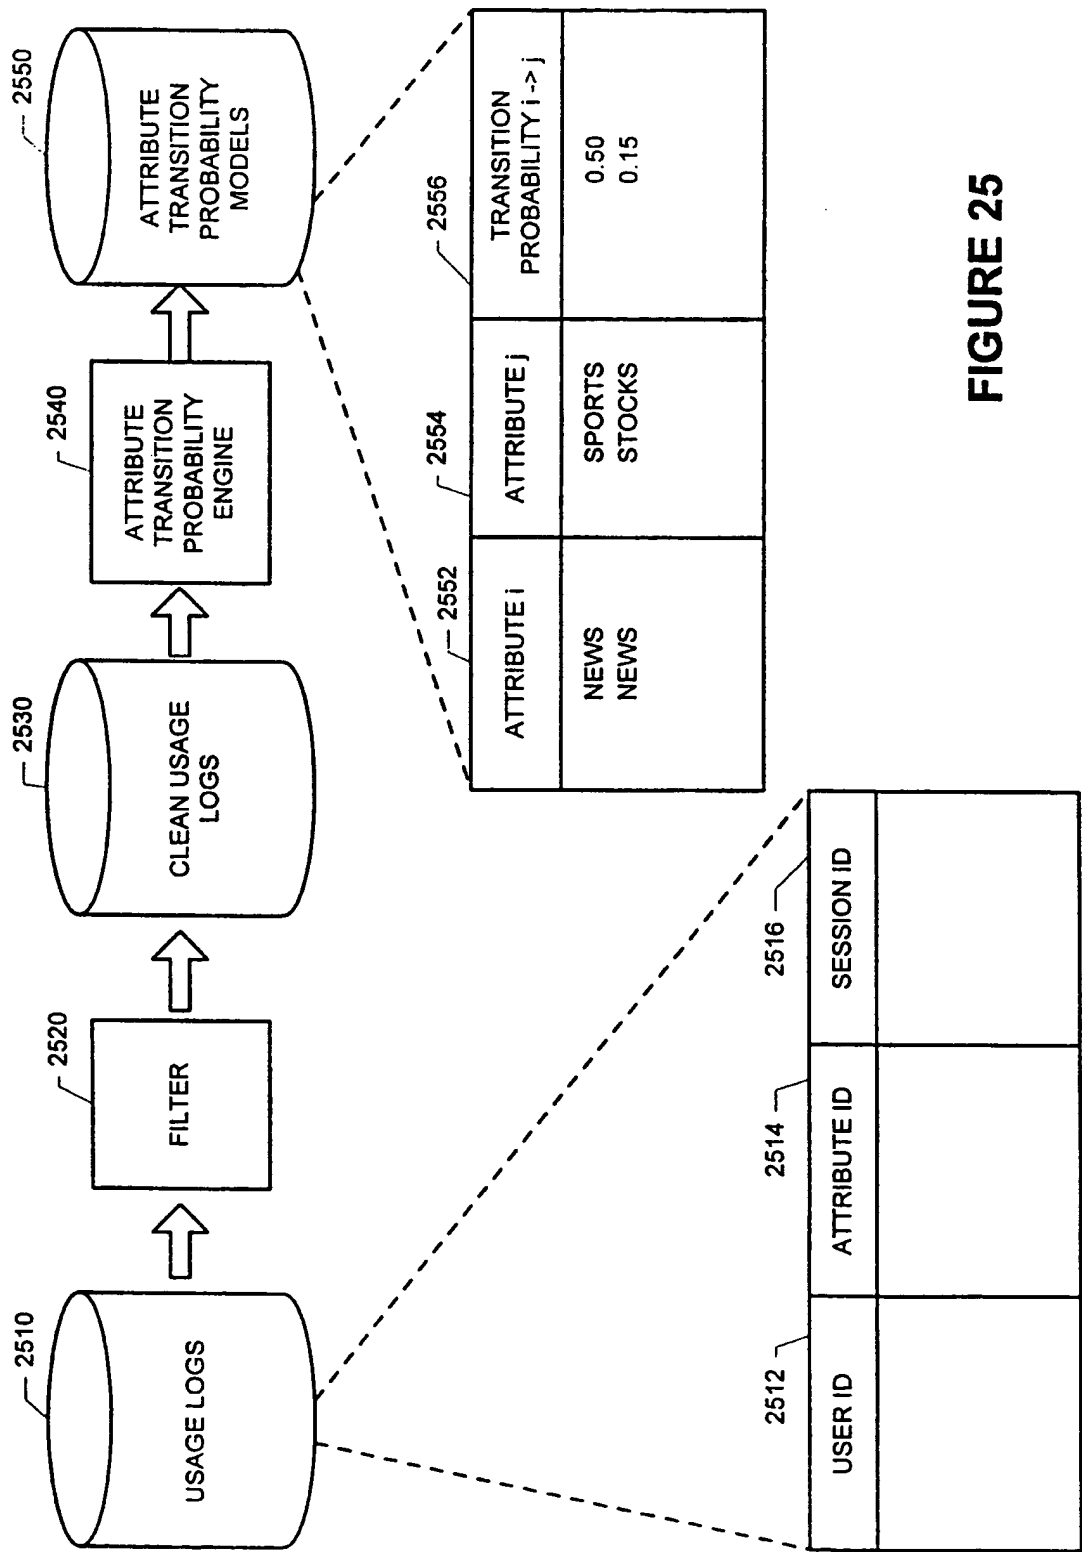 2510
USAGE LOGS
2520
FILTER
2530
CLEAN USAGE
LOGS
2540
ATTRIBUTE
TRANSITION
PROBABILITY
ENGINE
2550
ATTRIBUTE
TRANSITION
PROBABILITY
MODELS
2552
2554
2556
ATTRIBUTE i
ATTRIBUTE j
TRANSITION
PROBABILITY i -> j
NEWS
SPORTS
0.50
NEWS
STOCKS
0.15
2512
2514
2516
USER ID
ATTRIBUTE ID
SESSION ID
FIGURE 25